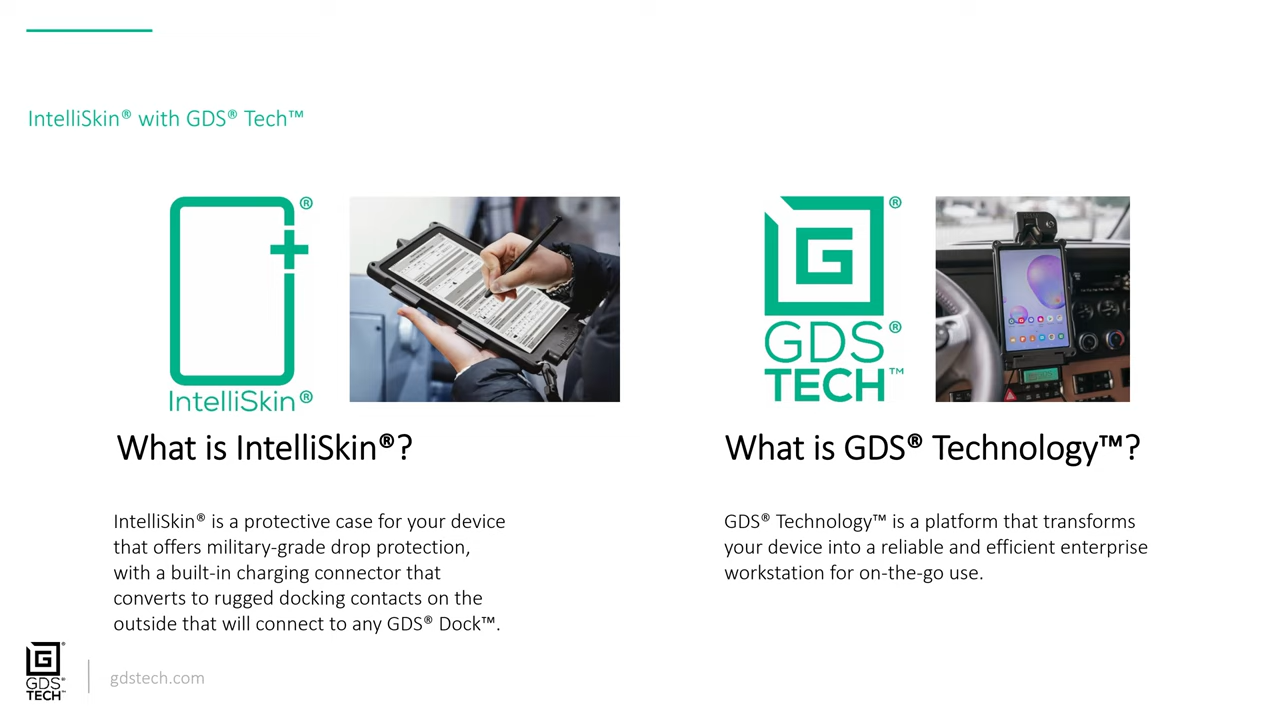 IntelliSkin® with GDS® Tech™
®
IntelliSkin®
What is IntelliSkin®?
IntelliSkin® is a protective case for your device
that offers military-grade drop protection,
with a built-in charging connector that
converts to rugged docking contacts on the
outside that will connect to any GDS® Dock™.
G®
GDS®
TECH™
What is GDS® Technology™?
GDS® Technology™ is a platform that transforms
your device into a reliable and efficient enterprise
workstation for on-the-go use.
G®
GDS®
TECH™
gdstech.com